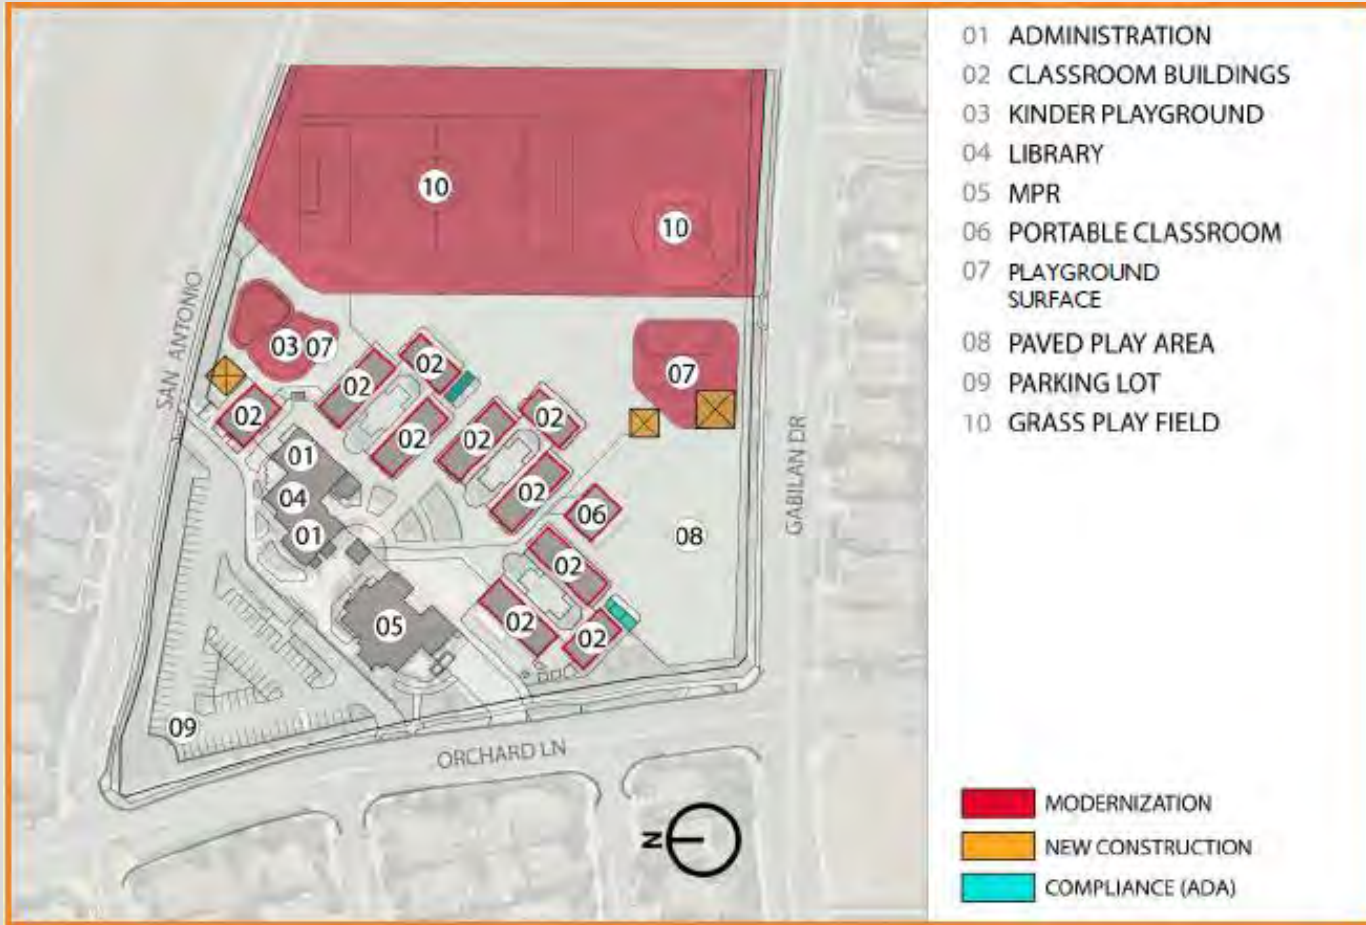 10
10
SAN ANTONIO
03 07
02
02
07
02
02
02
02
01
02
04
06
GABILAN DR
01
08
02
02
05
02
09
ORCHARD LN
N
01 ADMINISTRATION
02 CLASSROOM BUILDINGS
03 KINDER PLAYGROUND
04 LIBRARY
05 MPR
06 PORTABLE CLASSROOM
07 PLAYGROUND
SURFACE
08 PAVED PLAY AREA
09 PARKING LOT
10 GRASS PLAY FIELD
MODERNIZATION
NEW CONSTRUCTION
COMPLIANCE (ADA)